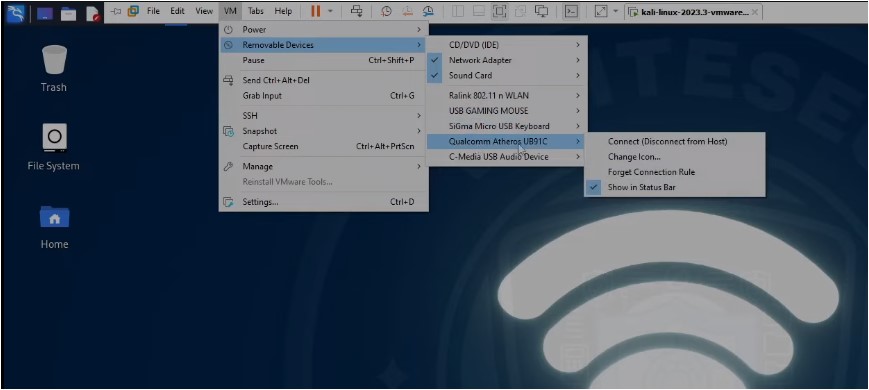 File Edit View VM Tabs Help kali-linux-2023.3-vmware...
Power
Removable Devices
Pause Ctrl+Shift+P
Send Ctrl+Alt+Del
Grab Input Ctrl+G
SSH
Snapshot
Capture Screen Ctrl+Alt+PrtScn
Manage
Reinstall VMware Tools...
Settings... Ctrl+D
CD/DVD (IDE)
Network Adapter
Sound Card
Ralink 802.11 n WLAN
USB GAMING MOUSE
SiGma Micro USB Keyboard
Qualcomm Atheros UB91C
C-Media USB Audio Device
Connect (Disconnect from Host)
Change Icon...
Forget Connection Rule
Show in Status Bar
Trash
File System
Home